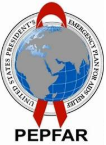 UNITED STATES PRESIDENT'S
EMERGENCY PLAN FOR AIDS RELIEF
PEPFAR